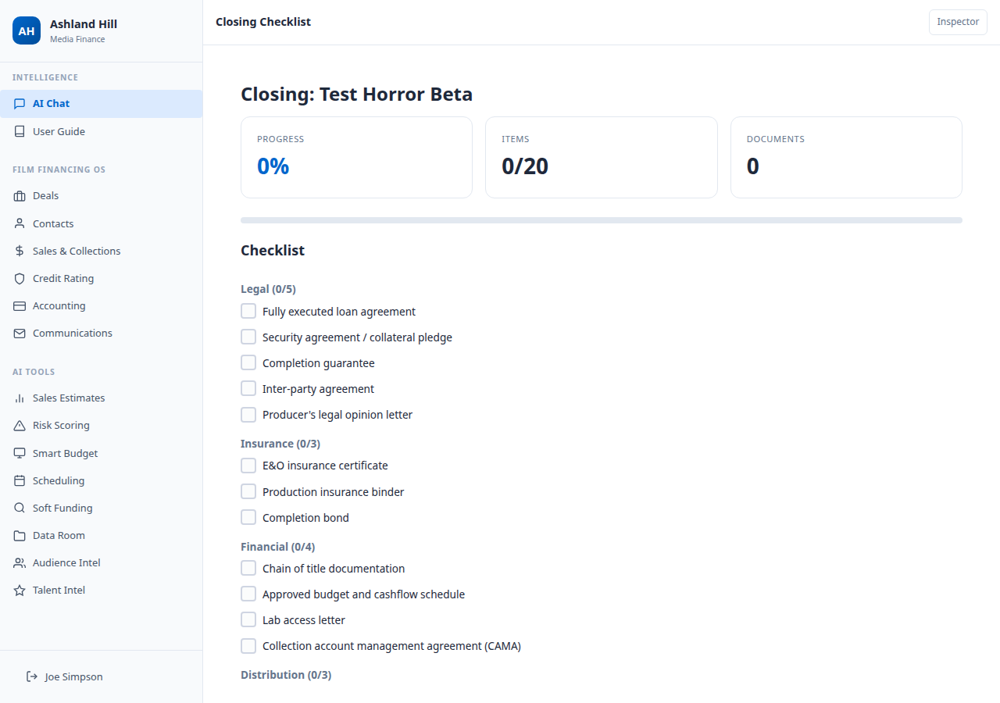 AH
Ashland Hill
Media Finance
INTELLIGENCE
AI Chat
User Guide
FILM FINANCING OS
Deals
Contacts
Sales & Collections
Credit Rating
Accounting
Communications
AI TOOLS
Sales Estimates
Risk Scoring
Smart Budget
Scheduling
Soft Funding
Data Room
Audience Intel
Talent Intel
Joe Simpson
Closing Checklist
Inspector
Closing: Test Horror Beta
PROGRESS
0%
ITEMS
0/20
DOCUMENTS
0
Checklist
Legal (0/5)
Fully executed loan agreement
Security agreement / collateral pledge
Completion guarantee
Inter-party agreement
Producer's legal opinion letter
Insurance (0/3)
E&O insurance certificate
Production insurance binder
Completion bond
Financial (0/4)
Chain of title documentation
Approved budget and cashflow schedule
Lab access letter
Collection account management agreement (CAMA)
Distribution (0/3)